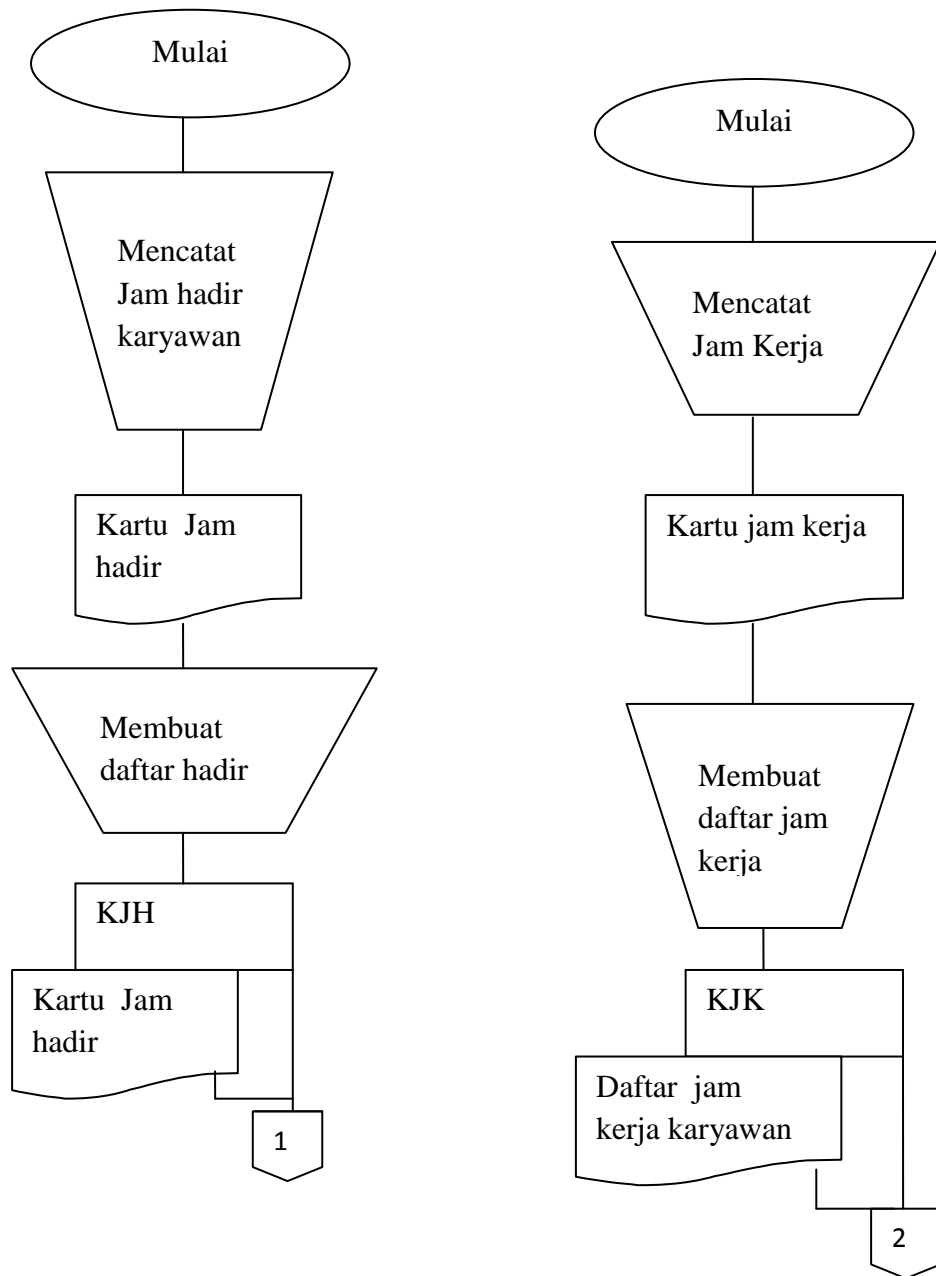 Mulai
Mencatat
Jam hadir
karyawan
Kartu Jam
hadir
Membuat
daftar hadir
KJH
Kartu Jam
hadir
1
Mulai
Mencatat
Jam Kerja
Kartu jam kerja
Membuat
daftar jam
kerja
KJK
Daftar jam
kerja karyawan
2